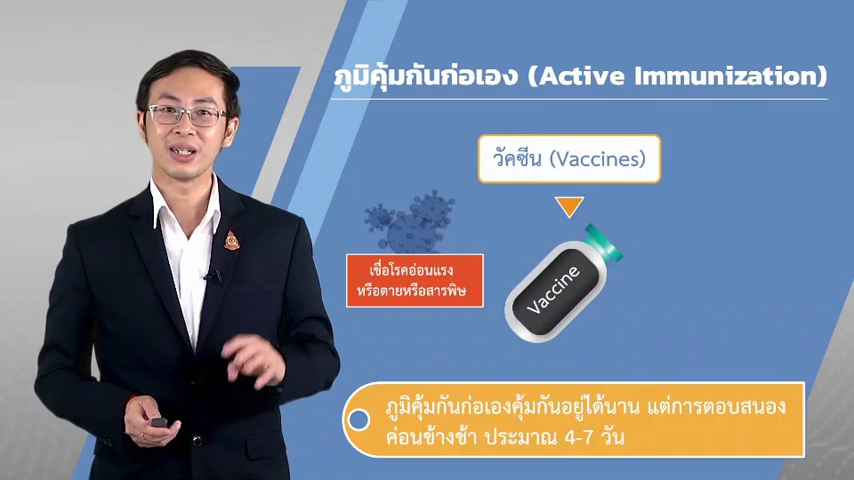 ภูมิคุ้มกันก่อเอง (Active Immunization)
วัคซีน (Vaccines)
เชื่อโรคอ่อนแรง
หรือตายหรือสารพิษ
Vaccine
ภูมิคุ้มกันก่อเองคุ้มกันอยู่ได้นาน แต่การตอบสนอง
ค่อนข้างช้า ประมาณ 4-7 วัน